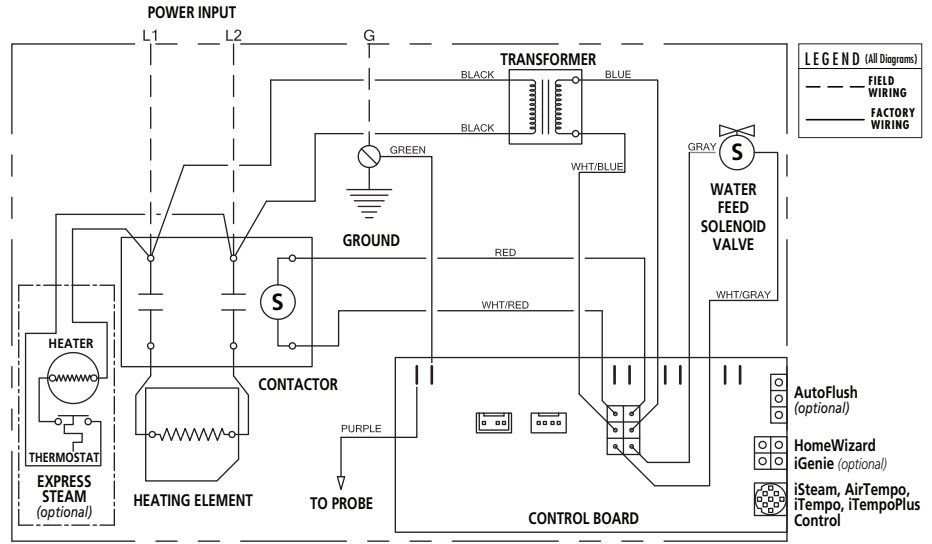 POWER INPUT
L1
L2
G
LEGEND (All Diagrams)
FIELD
WIRING
FACTORY
WIRING
TRANSFORMER
BLACK
BLUE
BLACK
GREEN
WHT/BLUE
GRAY
S
WATER
FEED
SOLENOID
VALVE
GROUND
RED
S
WHT/GRAY
WHT/RED
HEATER
CONTACTOR
THERMOSTAT
EXPRESS
STEAM
(optional)
HEATING ELEMENT
PURPLE
TO PROBE
CONTROL BOARD
AutoFlush
(optional)
HomeWizard
iGenie (optional)
iSteam, AirTempo,
iTempo, iTempoPlus
Control